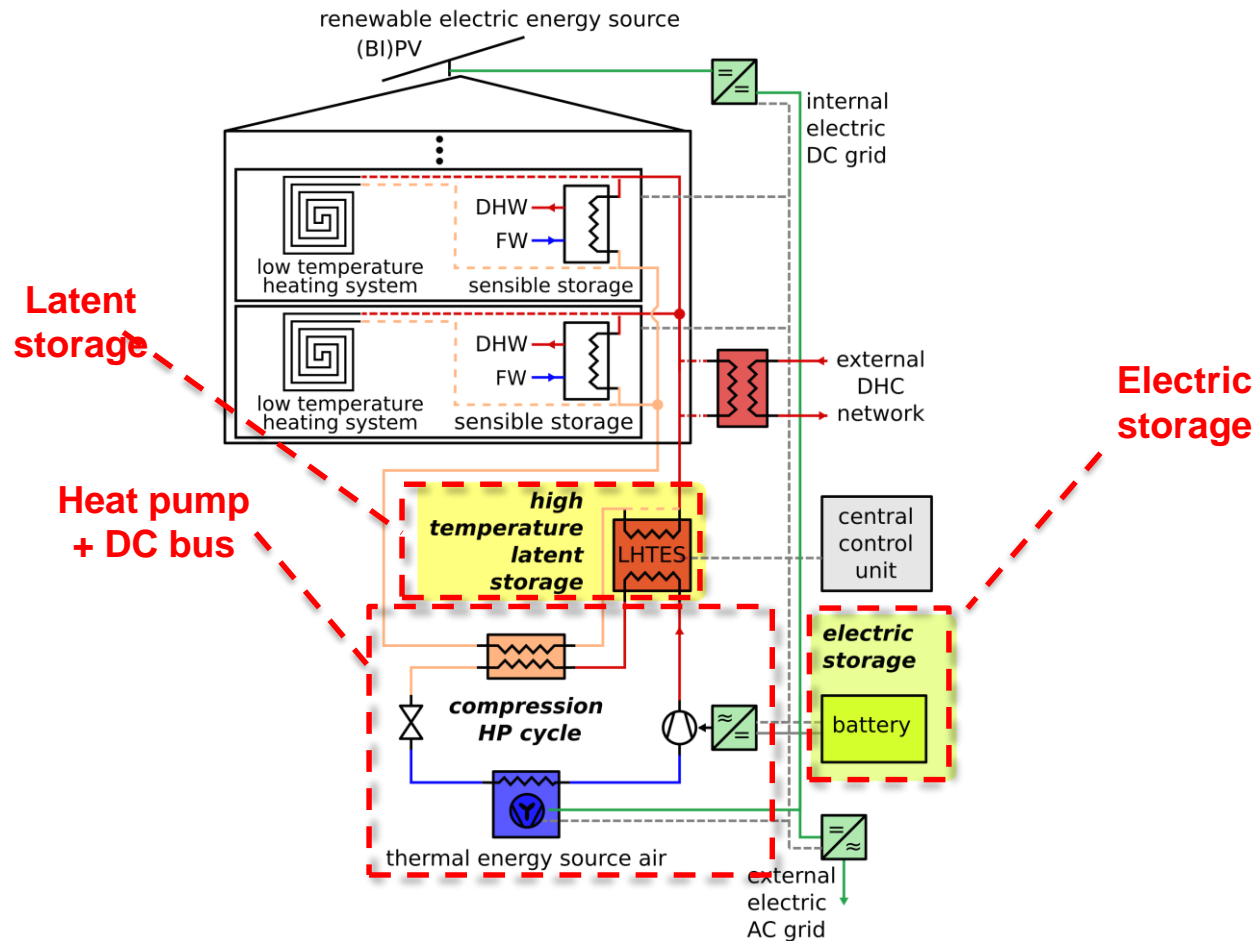 renewable electric energy source
(BI)PV
=
=
internal
electric
DC grid
DHW
FW
low temperature
heating system
sensible storage
DHW
FW
low temperature
heating system
sensible storage
external
DHC
network
Latent
storage
Electric
storage
Heat pump
+ DC bus
high
temperature
latent
storage
LHTES
central
control
unit
electric
storage
battery
compression
HP cycle
≈
=
thermal energy source air
=
≈
external
electric
AC grid